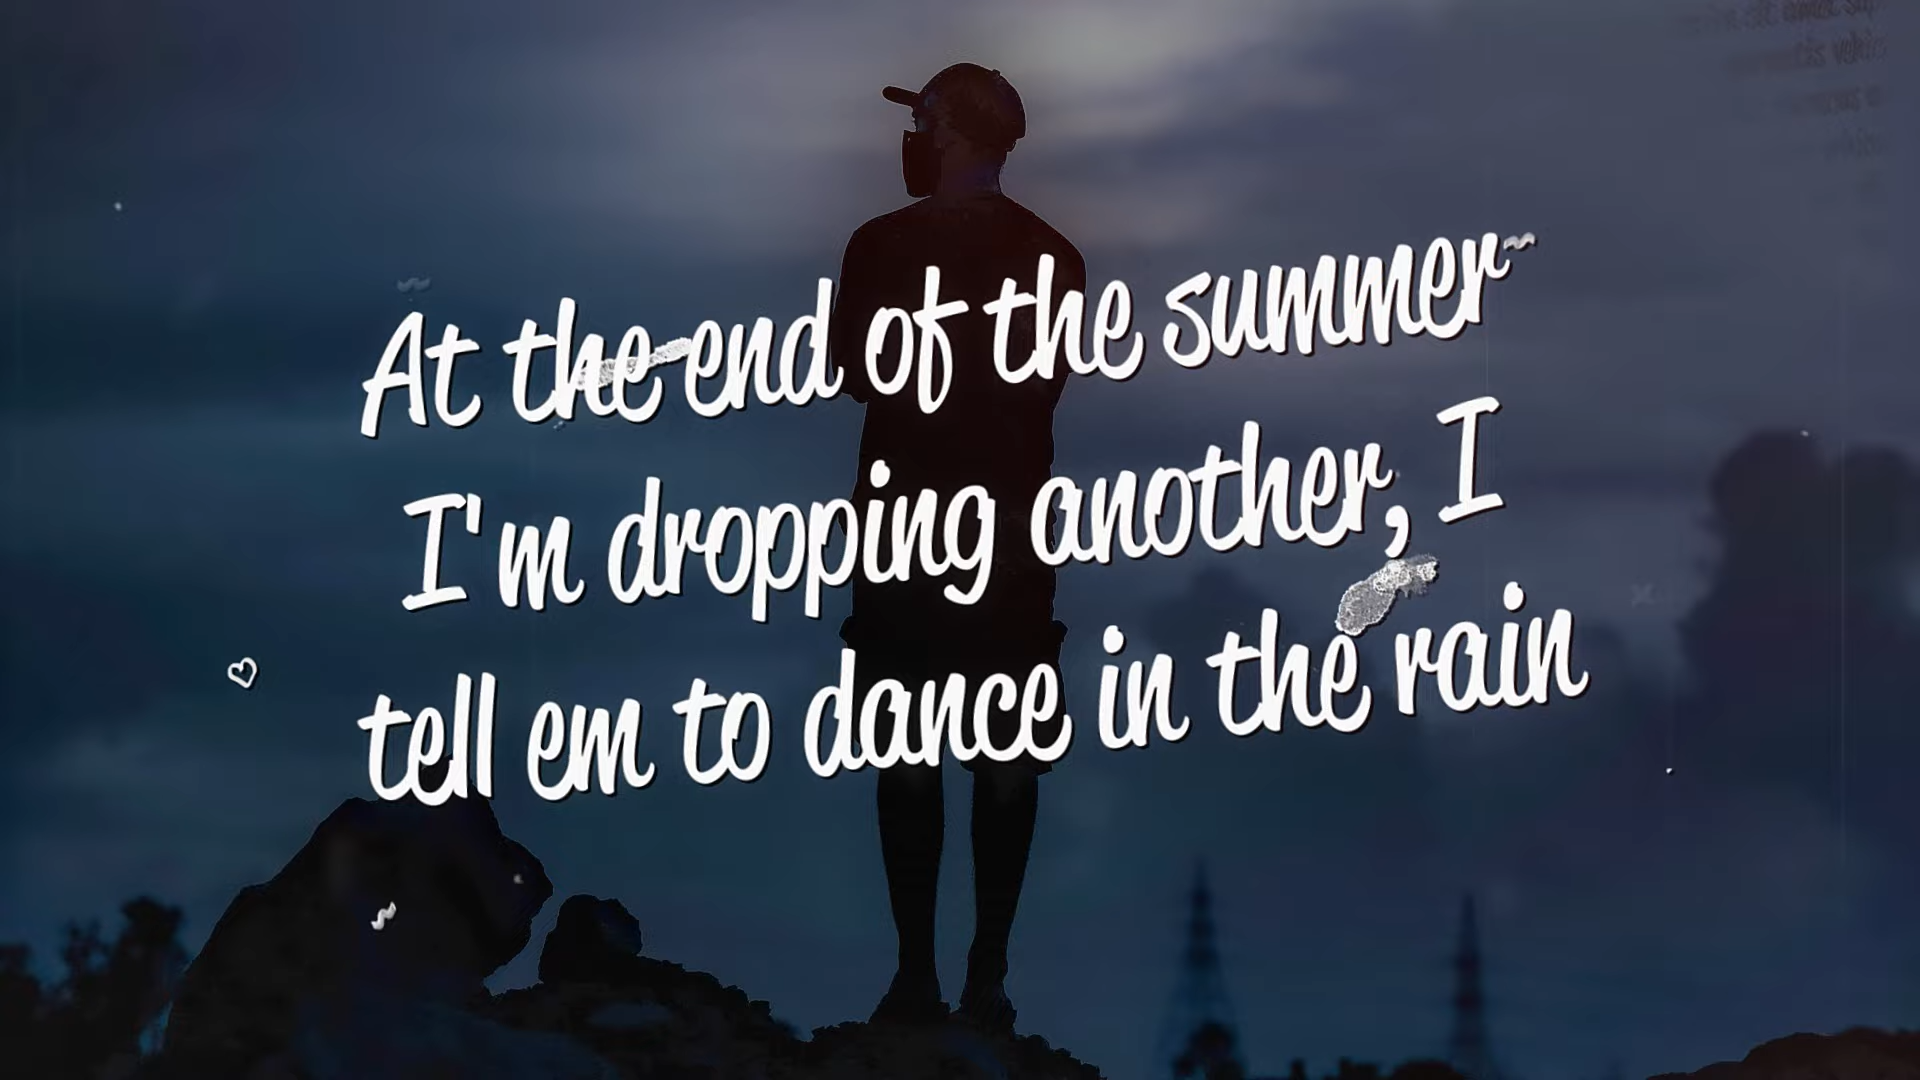 At the end of the summer
I'm dropping another, I
tell em to dance in the rain